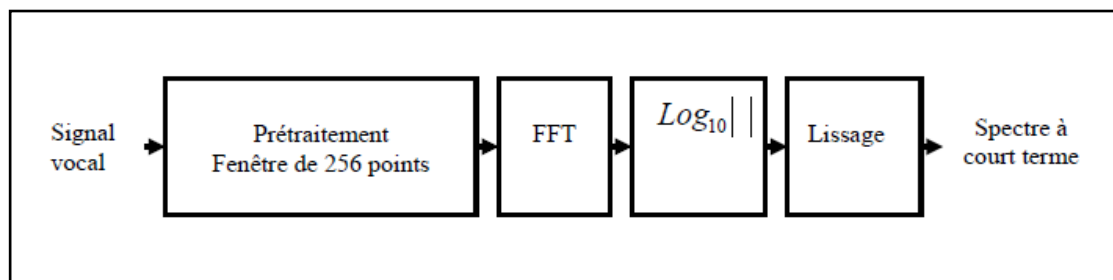 Signal
vocal
Prétraitement
Fenêtre de 256 points
FFT
Log₁₀| |
Lissage
Spectre à
court terme